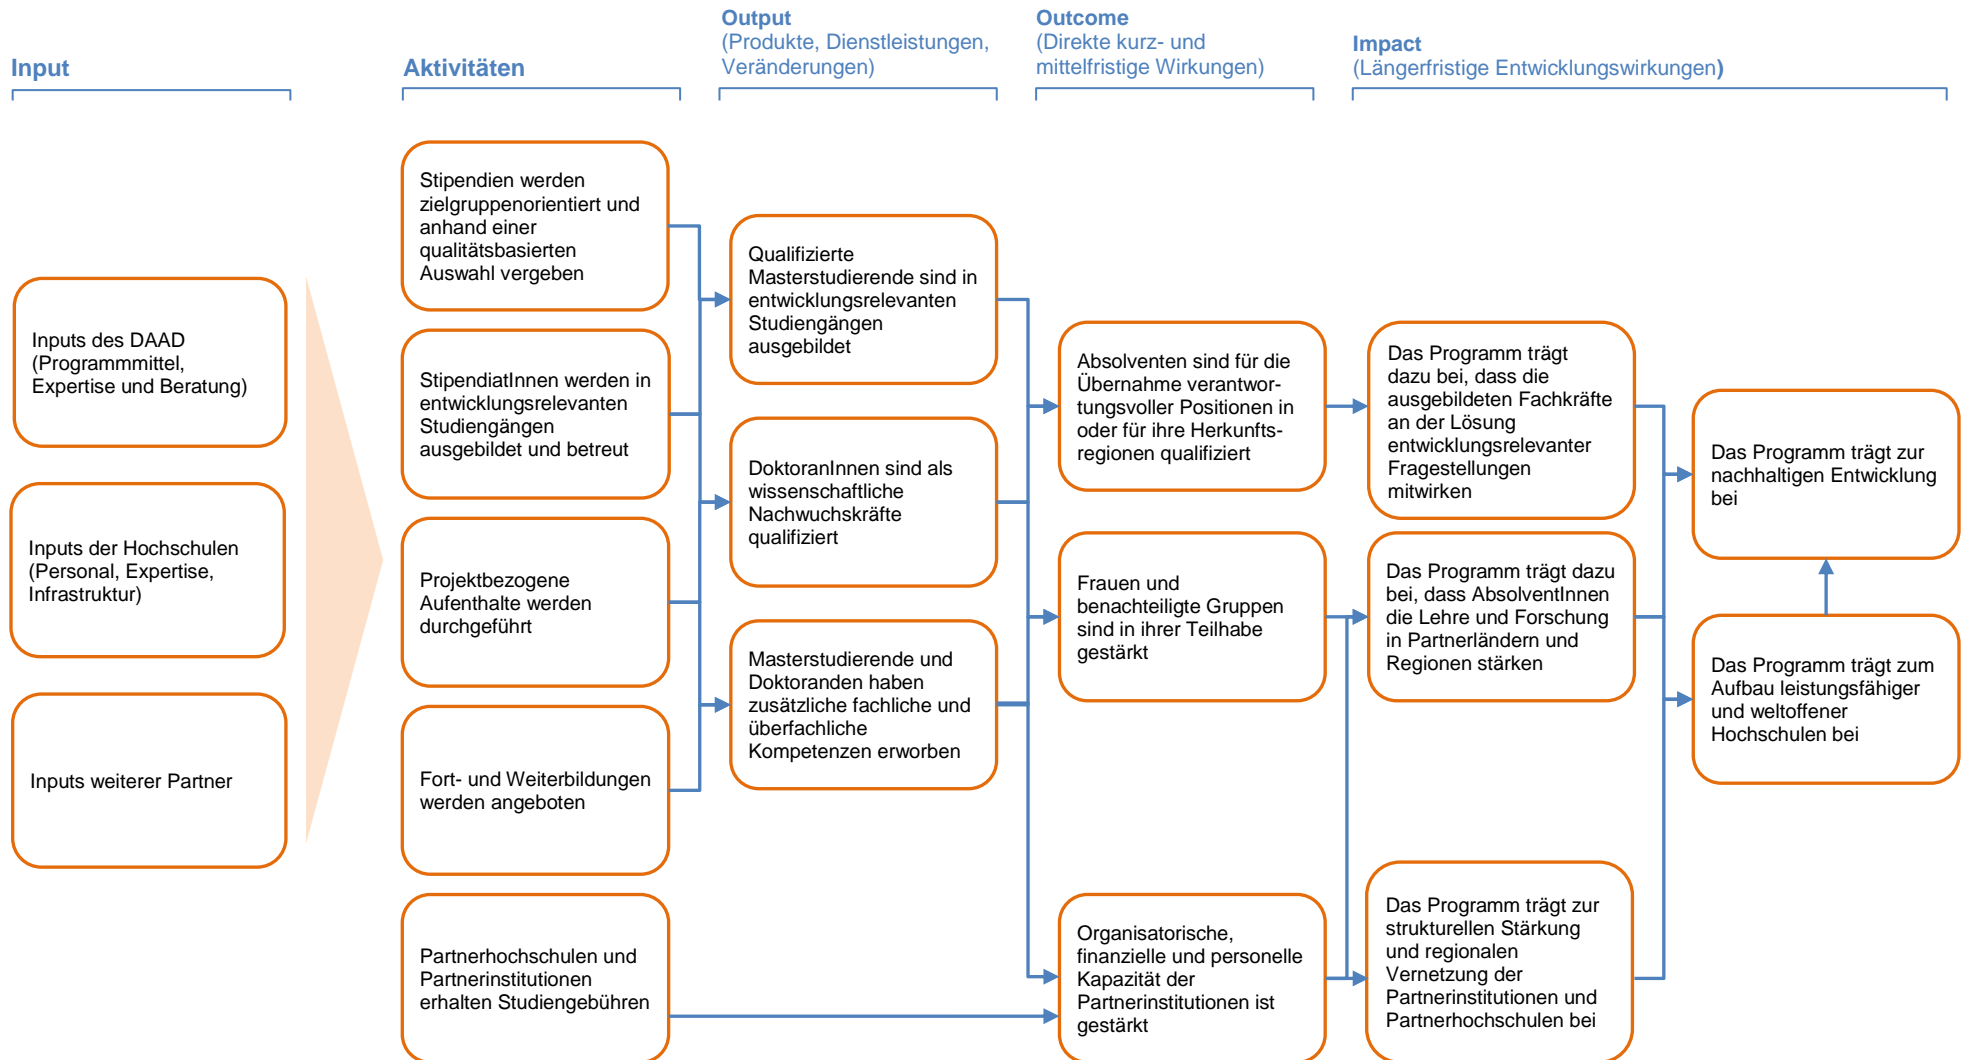 Input
Aktivitäten
Output
(Produkte, Dienstleistungen,
Veränderungen)
Outcome
(Direkte kurz- und
mittelfristige Wirkungen)
Impact
(Längerfristige Entwicklungswirkungen)
Inputs des DAAD
(Programmmittel,
Expertise und Beratung)
Inputs der Hochschulen
(Personal, Expertise,
Infrastruktur)
Inputs weiterer Partner
Stipendien werden
zielgruppenorientiert und
anhand einer
qualitätsbasierten
Auswahl vergeben
StipendiatInnen werden in
entwicklungsrelevanten
Studiengängen
ausgebildet und betreut
Projektbezogene
Aufenthalte werden
durchgeführt
Fort- und Weiterbildungen
werden angeboten
Partnerhochschulen und
Partnerinstitutionen
erhalten Studiengebühren
Qualifizierte
Masterstudierende sind in
entwicklungsrelevanten
Studiengängen
ausgebildet
DoktoranInnen sind als
wissenschaftliche
Nachwuchskräfte
qualifiziert
Masterstudierende und
Doktoranden haben
zusätzliche fachliche und
überfachliche
Kompetenzen erworben
Absolventen sind für die
Übernahme verantwor-
tungsvoller Positionen in
oder für ihre Herkunfts-
regionen qualifiziert
Frauen und
benachteiligte Gruppen
sind in ihrer Teilhabe
gestärkt
Organisatorische,
finanzielle und personelle
Kapazität der
Partnerinstitutionen ist
gestärkt
Das Programm trägt
dazu bei, dass die
ausgebildeten Fachkräfte
an der Lösung
entwicklungsrelevanter
Fragestellungen
mitwirken
Das Programm trägt dazu
bei, dass AbsolventInnen
die Lehre und Forschung
in Partnerländern und
Regionen stärken
Das Programm trägt zur
strukturellen Stärkung
und regionalen
Vernetzung der
Partnerinstitutionen und
Partnerhochschulen bei
Das Programm trägt zur
nachhaltigen Entwicklung
bei
Das Programm trägt zum
Aufbau leistungsfähiger
und weltoffener
Hochschulen bei